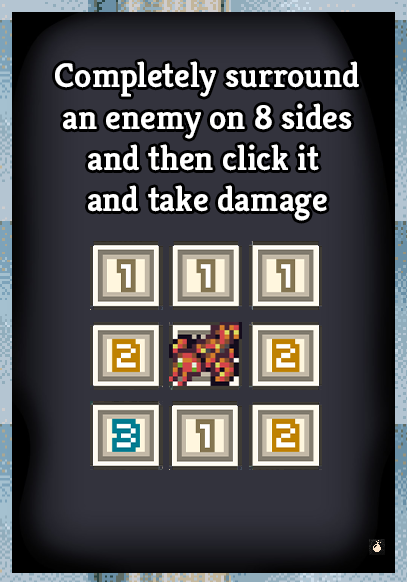 Completely surround
an enemy on 8 sides
and then click it
and take damage
1 1 1
2 2
3 1 2